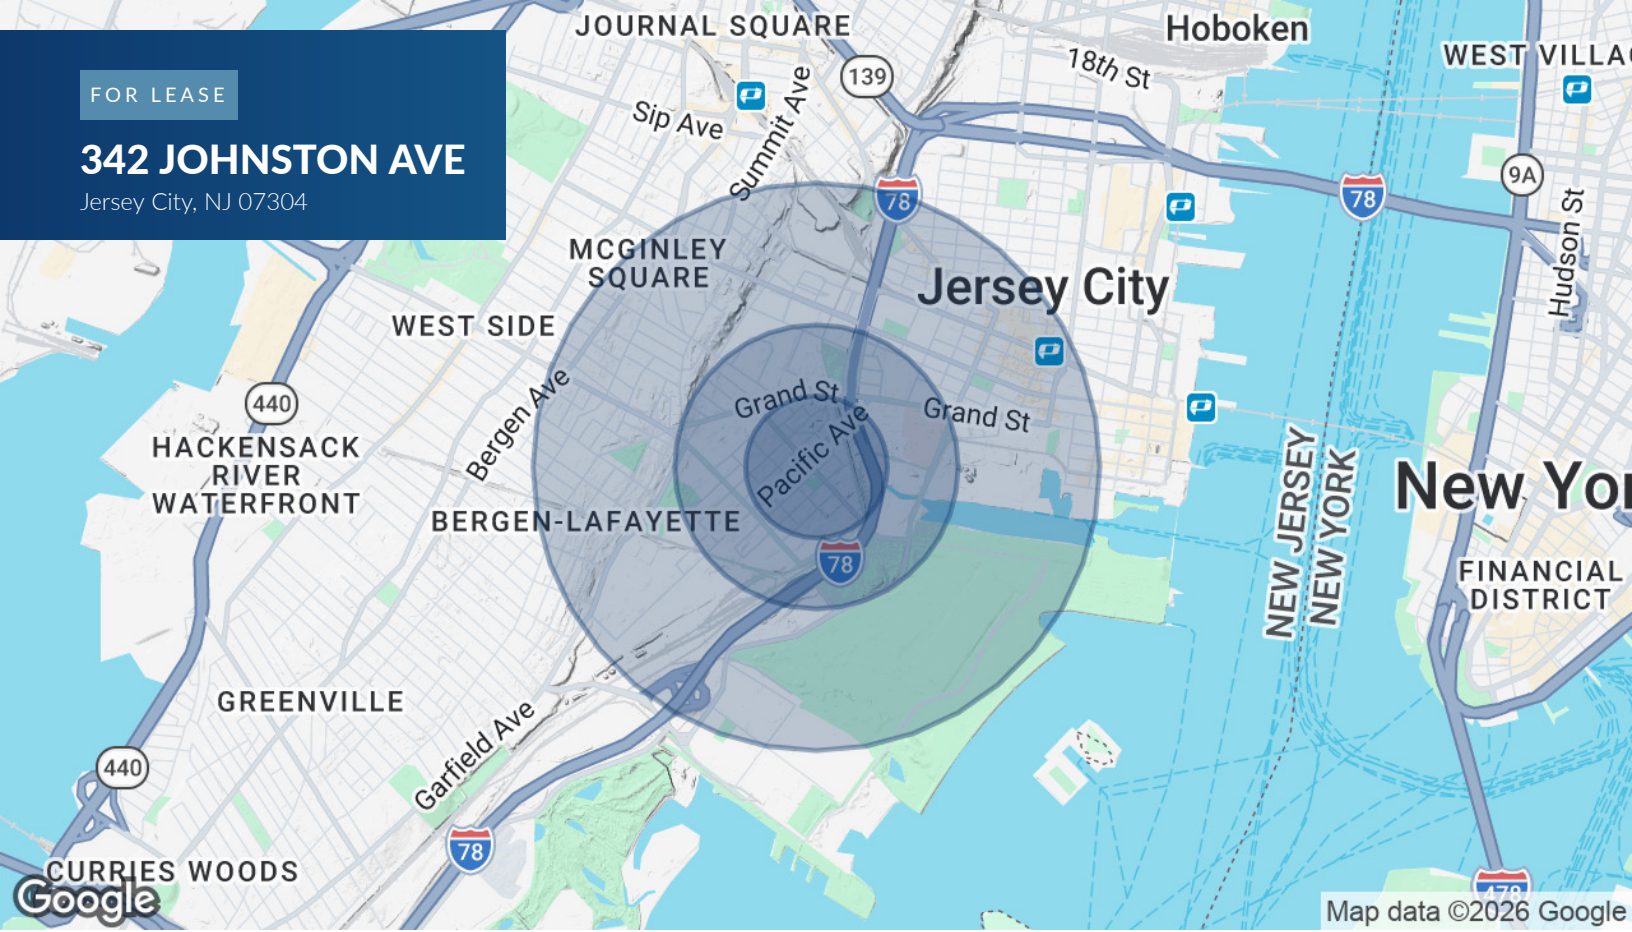 JOURNAL SQUARE
Hoboken
WEST VILLA
139
18th St
FOR LEASE
Sip Ave
Summit Ave
342 JOHNSTON AVE
Jersey City, NJ 07304
78
78
9A
Hudson St
MCGINLEY
SQUARE
Jersey City
WEST SIDE
Bergen Ave
440
Grand St
Grand St
Pacific Ave
HACKENSACK
RIVER
WATERFRONT
BERGEN-LAFAYETTE
NEW JERSEY
NEW YORK
New Yor
78
FINANCIAL
DISTRICT
GREENVILLE
Garfield Ave
440
78
CURRIES WOODS
478
Google
Map data ©2026 Google